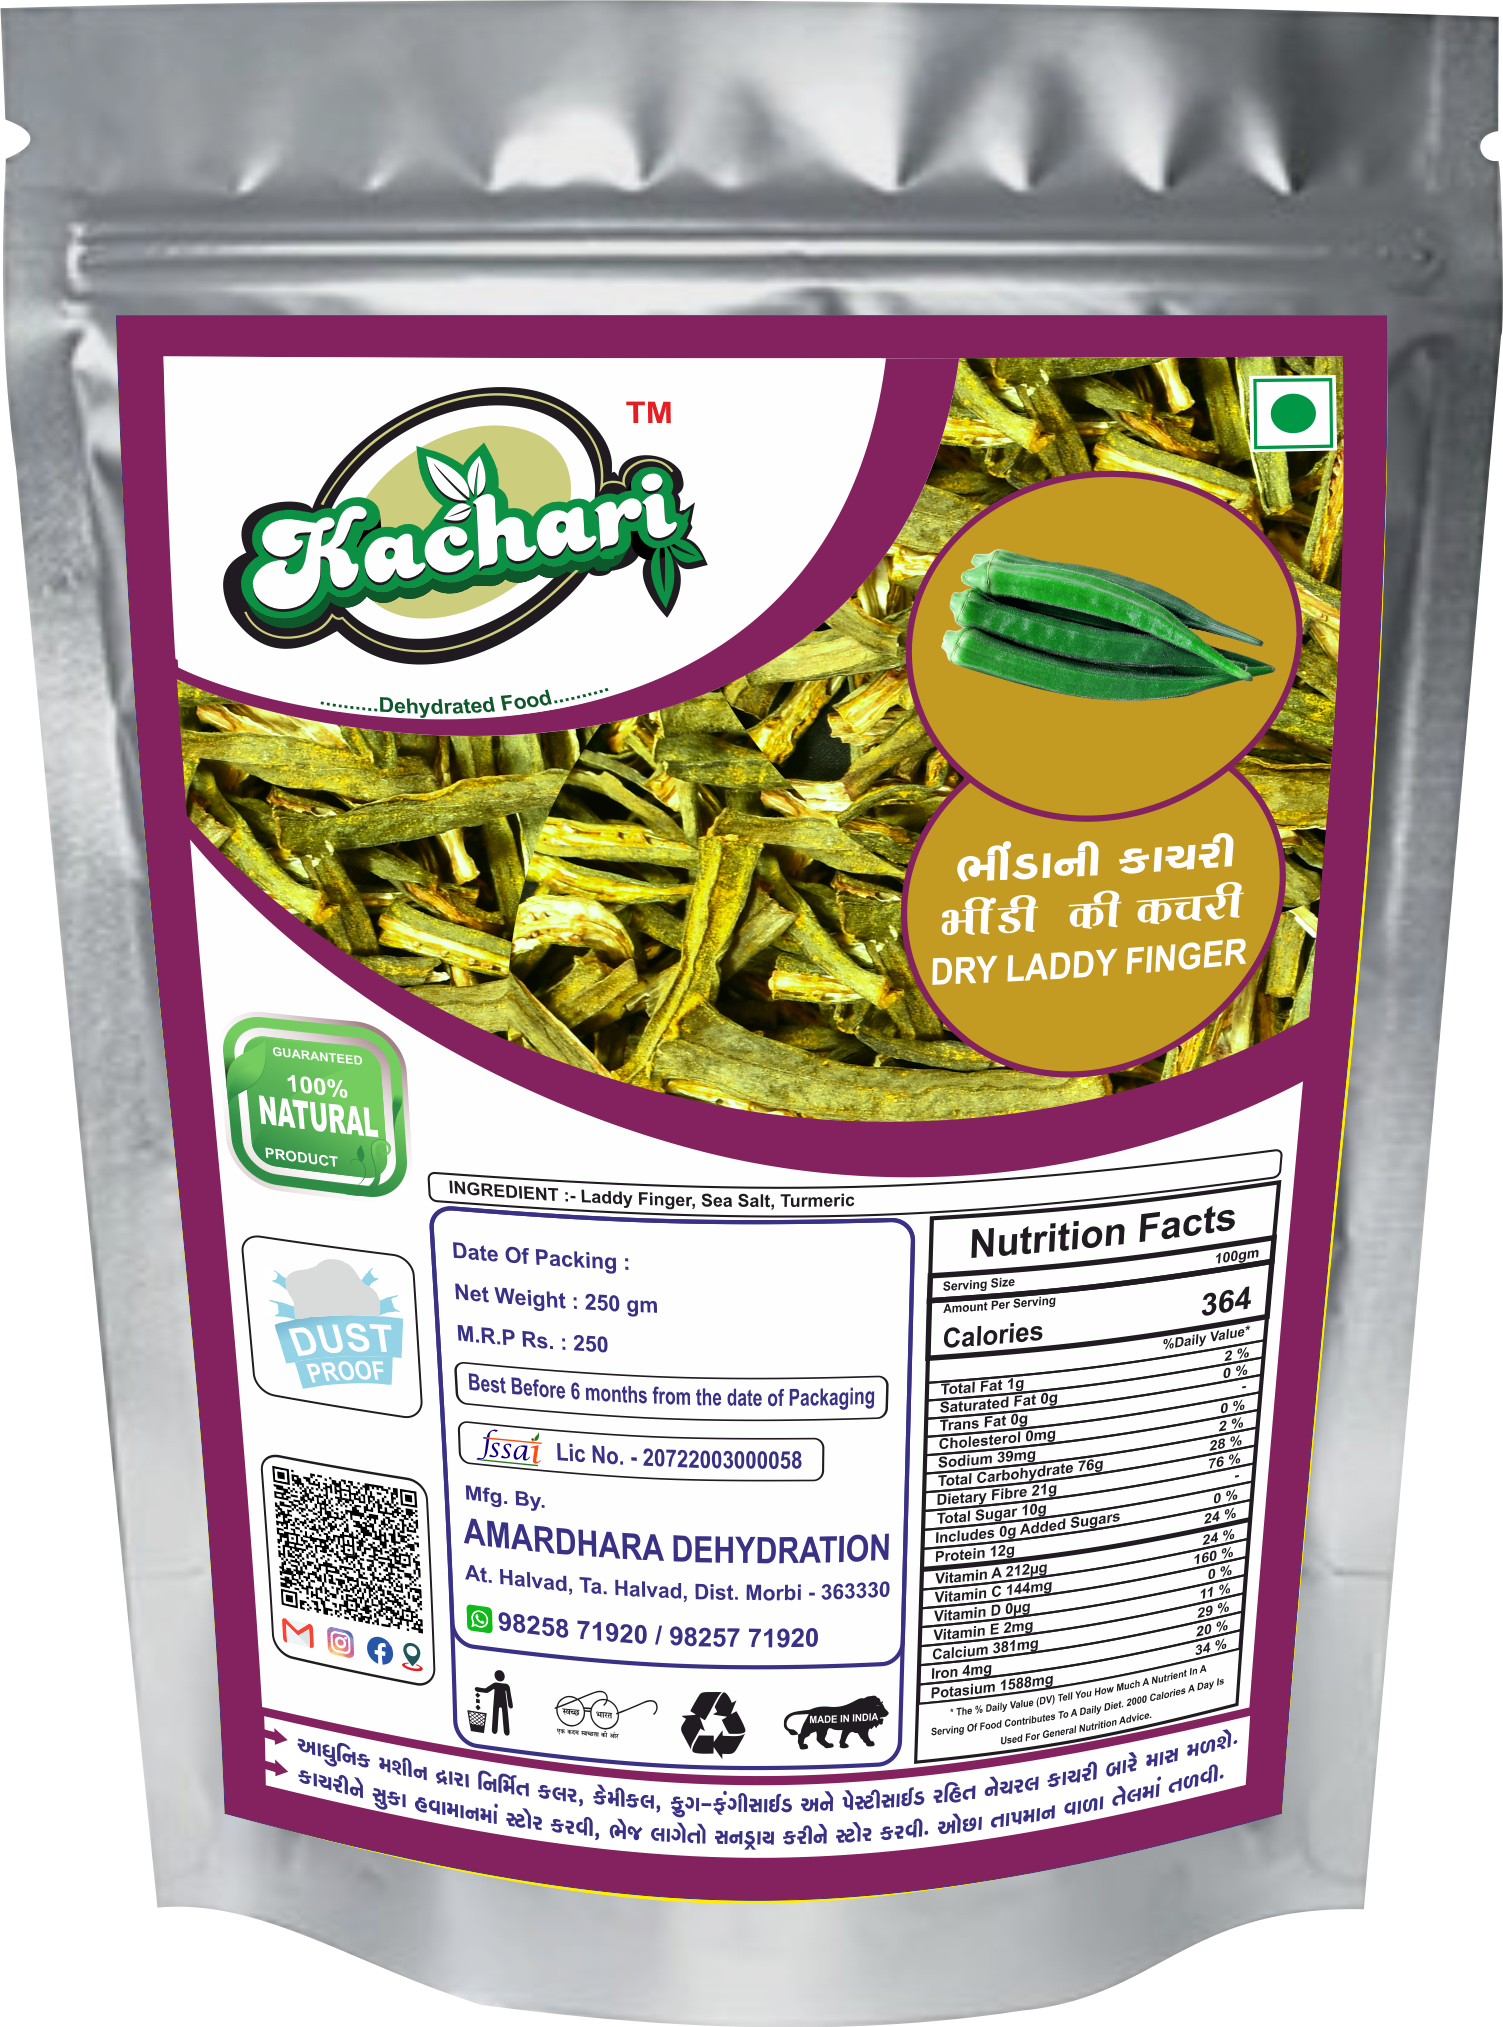 TM
Kachari
..........Dehydrated Food..........
ભીંડાની કાચરી
भींडी की कचरी
DRY LADDY FINGER
GUARANTEED
100%
NATURAL
PRODUCT
DUST
PROOF
INGREDIENT :- Laddy Finger, Sea Salt, Turmeric
Date Of Packing :
Net Weight : 250 gm
M.R.P Rs. : 250
Best Before 6 months from the date of Packaging
fssai Lic No. - 20722003000058
Mfg. By.
AMARDHARA DEHYDRATION
At. Halvad, Ta. Halvad, Dist. Morbi - 363330
98258 71920 / 98257 71920
स्वच्छ भारत
एक कदम स्वच्छता की ओर
MADE IN INDIA
Nutrition Facts
Serving Size 100gm
Amount Per Serving
Calories 364
%Daily Value*
Total Fat 1g 2 %
Saturated Fat 0g 0 %
Trans Fat 0g -
Cholesterol 0mg 0 %
Sodium 39mg 2 %
Total Carbohydrate 76g 28 %
Dietary Fibre 21g 76 %
Total Sugar 10g -
Includes 0g Added Sugars 0 %
Protein 12g 24 %
Vitamin A 212µg 24 %
Vitamin C 144mg 160 %
Vitamin D 0µg 0 %
Vitamin E 2mg 11 %
Calcium 381mg 29 %
Iron 4mg 20 %
Potasium 1588mg 34 %
* The % Daily Value (DV) Tell You How Much A Nutrient In A
Serving Of Food Contributes To A Daily Diet. 2000 Calories A Day Is
Used For General Nutrition Advice.
આધુનિક મશીન દ્રારા નિર્મિત કલર, કેમીકલ, ફુગ-ફંગીસાઈડ અને પેસ્ટીસાઈડ રહિત નેચરલ કાચરી બારે માસ મળશે.
કાચરીને સુકા હવામાનમાં સ્ટોર કરવી, ભેજ લાગેતો સનડ્રાય કરીને સ્ટોર કરવી. ઓછા તાપમાન વાળા તેલમાં તળવી.